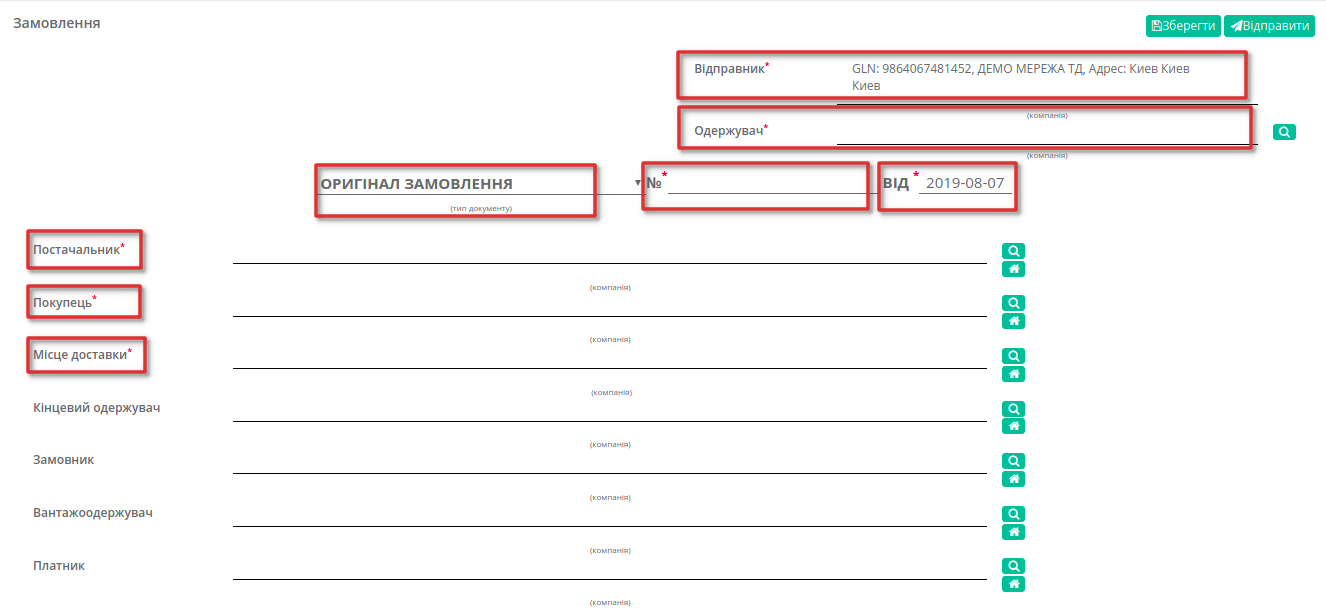 Замовлення
Зберегти Відправити
Відправник* GLN: 9864067481452, ДЕМО МЕРЕЖА ТД, Адрес: Киев Киев
Киев
(компанія)
Одержувач*
(компанія)
ОРИГІНАЛ ЗАМОВЛЕННЯ №* ВІД * 2019-08-07
(тип документу)
Постачальник*
(компанія)
Покупець*
(компанія)
Місце доставки*
(компанія)
Кінцевий одержувач
(компанія)
Замовник
(компанія)
Вантажоодержувач
(компанія)
Платник
(компанія)